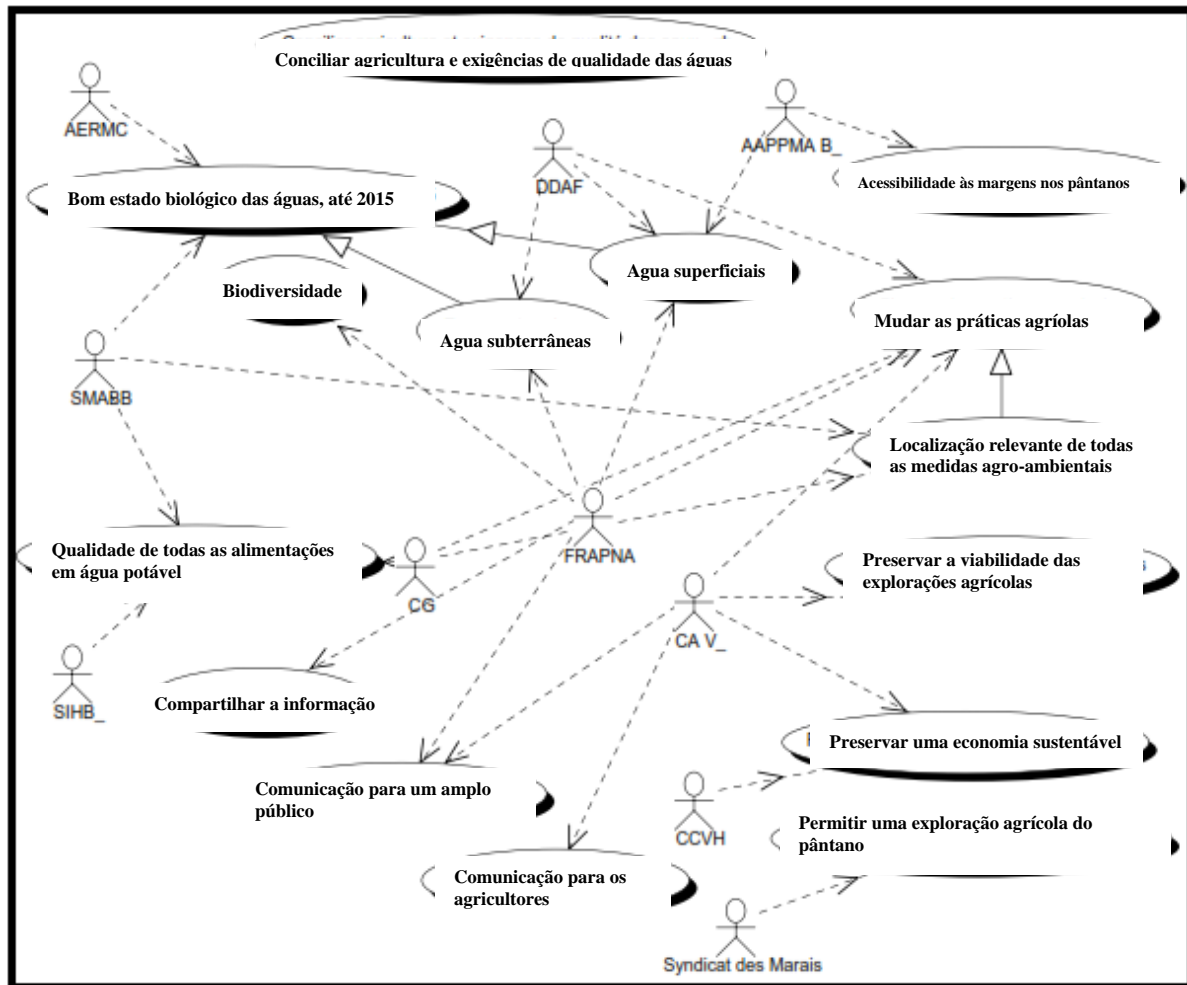 Conciliar agricultura e exigências de qualidade das águas
AERMC
AAPPMA B_
DDAF
Acessibilidade às margens nos pântanos
Bom estado biológico das águas, até 2015
Agua superficiais
Biodiversidade
Mudar as práticas agríolas
Agua subterrâneas
SMABB
Localização relevante de todas
as medidas agro-ambientais
FRAPNA
Qualidade de todas as alimentações
em água potável
CG
Preservar a viabilidade das
explorações agrícolas
CA V_
SIHB_
Compartilhar a informação
Preservar uma economia sustentável
Comunicação para um amplo
público
CCVH
Permitir uma exploração agrícola do
pântano
Comunicação para os
agricultores
Syndicat des Marais